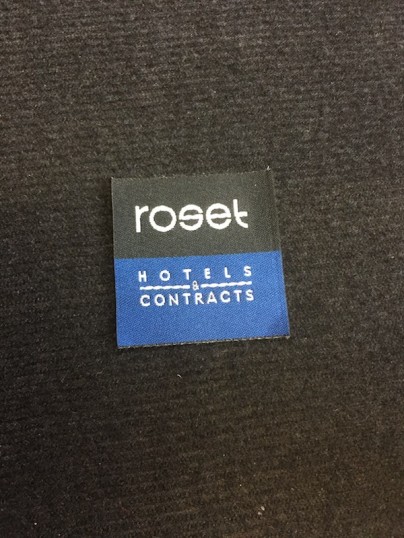 roset
HOTELS
&
CONTRACTS